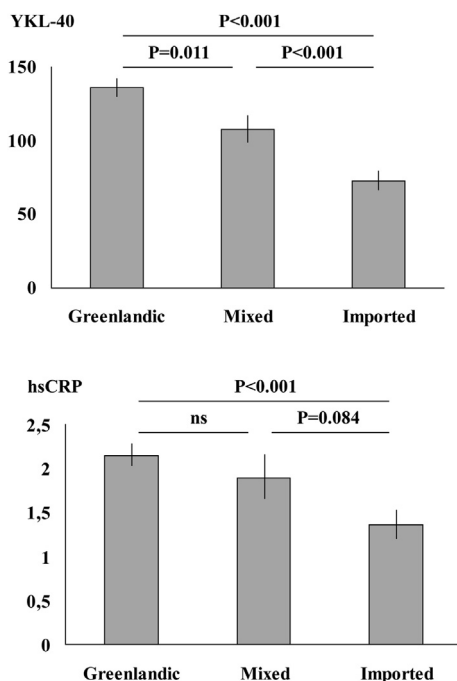 YKL-40
P<0.001
P=0.011 P<0.001
150
100
50
0
Greenlandic Mixed Imported
hsCRP
P<0.001
2,5
ns P=0.084
2
1,5
1
0,5
0
Greenlandic Mixed Imported